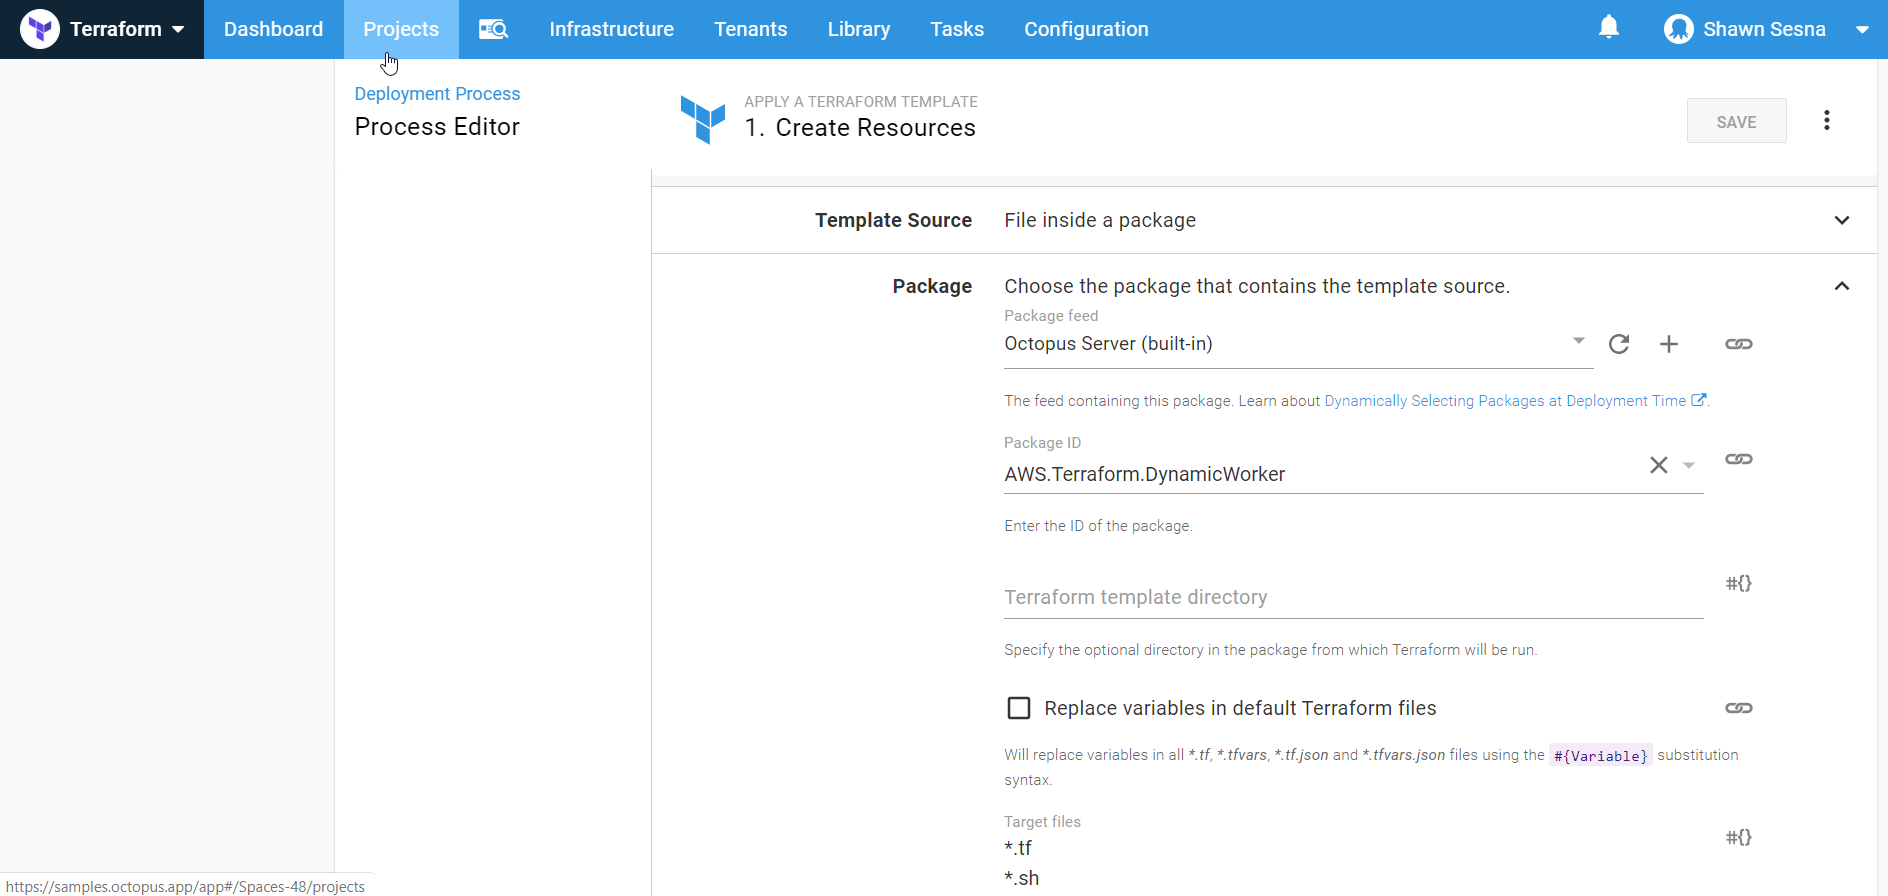 Terraform Dashboard Projects Infrastructure Tenants Library Tasks Configuration Shawn Sesna
Deployment Process
Process Editor
APPLY A TERRAFORM TEMPLATE
1. Create Resources
SAVE
Template Source File inside a package
Package Choose the package that contains the template source.
Package feed
Octopus Server (built-in)
The feed containing this package. Learn about Dynamically Selecting Packages at Deployment Time.
Package ID
AWS.Terraform.DynamicWorker
Enter the ID of the package.
Terraform template directory #{}
Specify the optional directory in the package from which Terraform will be run.
Replace variables in default Terraform files
Will replace variables in all *.tf, *.tfvars, *.tf.json and *.tfvars.json files using the #{Variable} substitution
syntax.
Target files
#{}
*.tf
*.sh
https://samples.octopus.app/app#/Spaces-48/projects